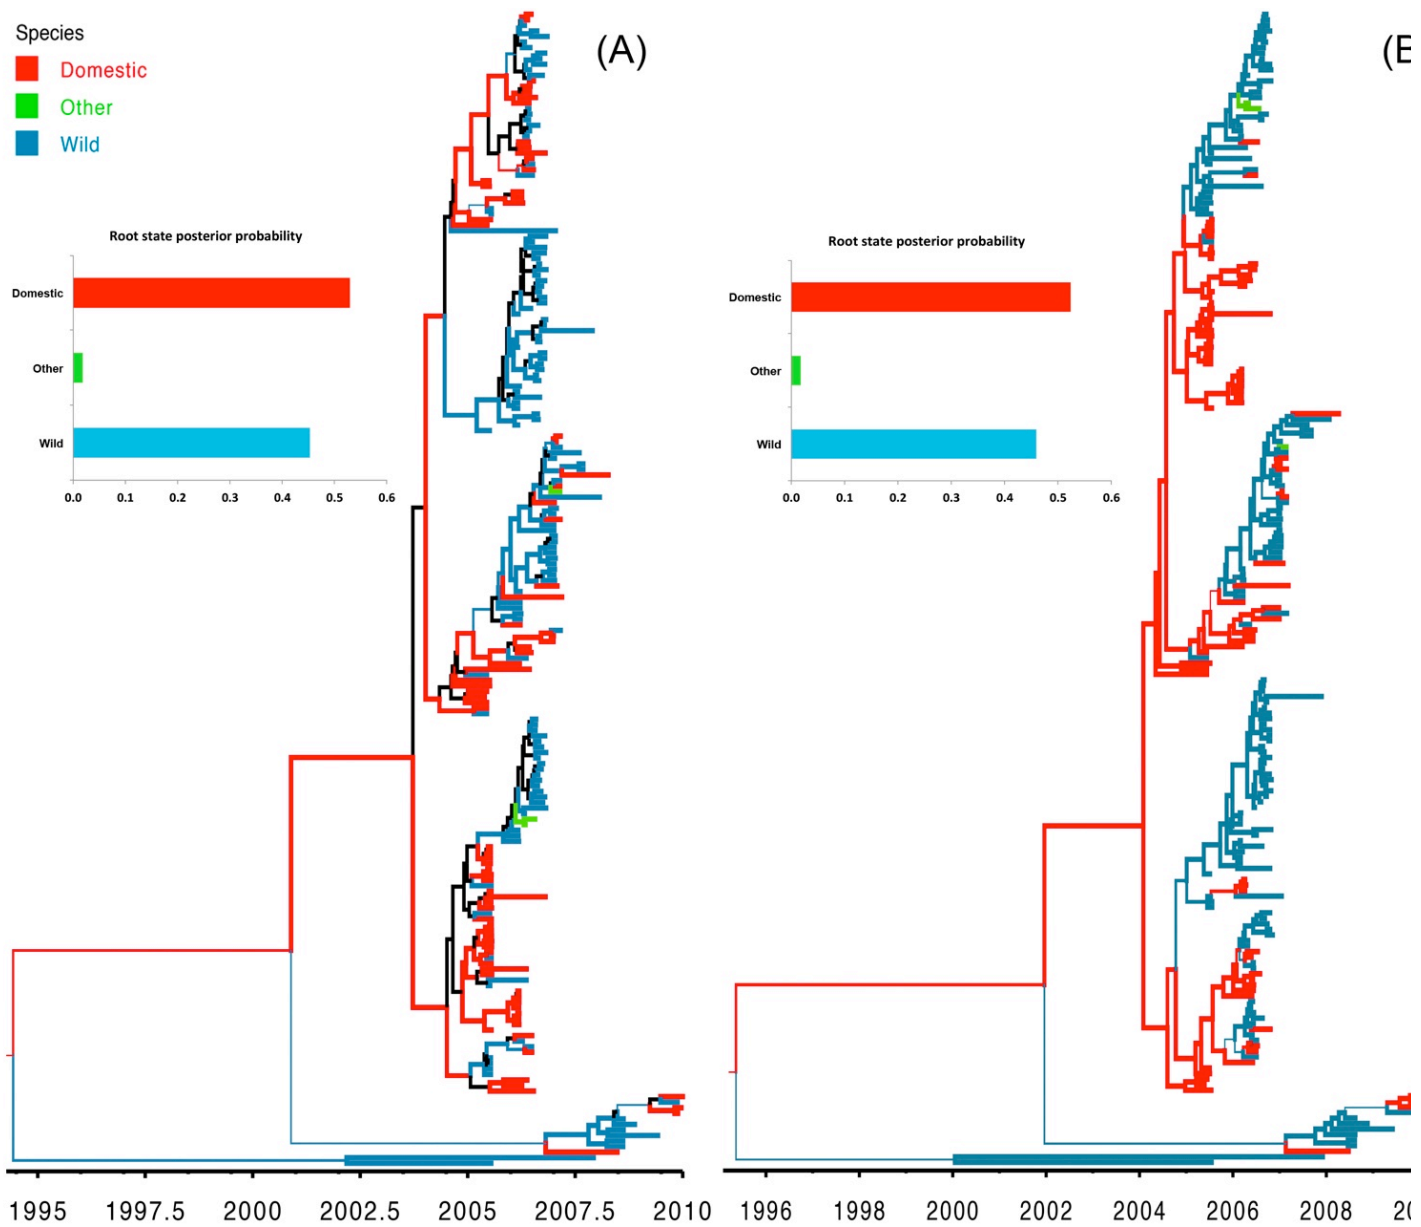 Species
Domestic
Other
Wild
(A)
Root state posterior probability
Domestic
Other
Wild
0.0 0.1 0.2 0.3 0.4 0.5 0.6
1995 1997.5 2000 2002.5 2005 2007.5 2010
(B
Root state posterior probability
Domestic
Other
Wild
0.0 0.1 0.2 0.3 0.4 0.5 0.6
1996 1998 2000 2002 2004 2006 2008 20